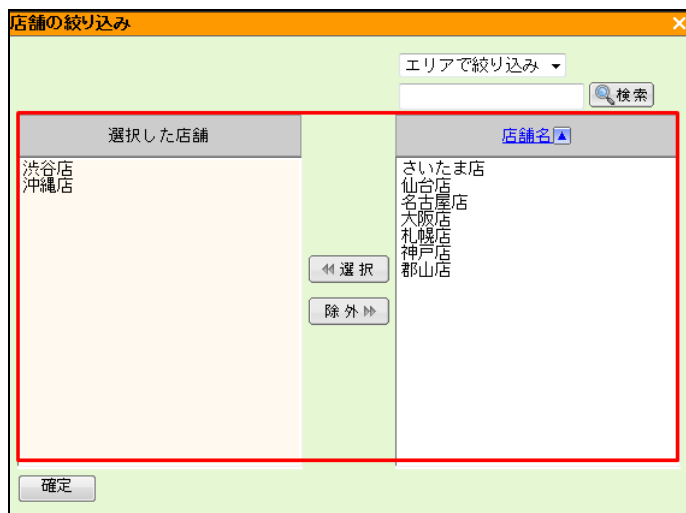 店舗の絞り込み
エリアで絞り込み
検索
選択した店舗
渋谷店
沖縄店
選択
除外
店舗名
さいたま店
仙台店
名古屋店
大阪店
札幌店
神戸店
郡山店
確定